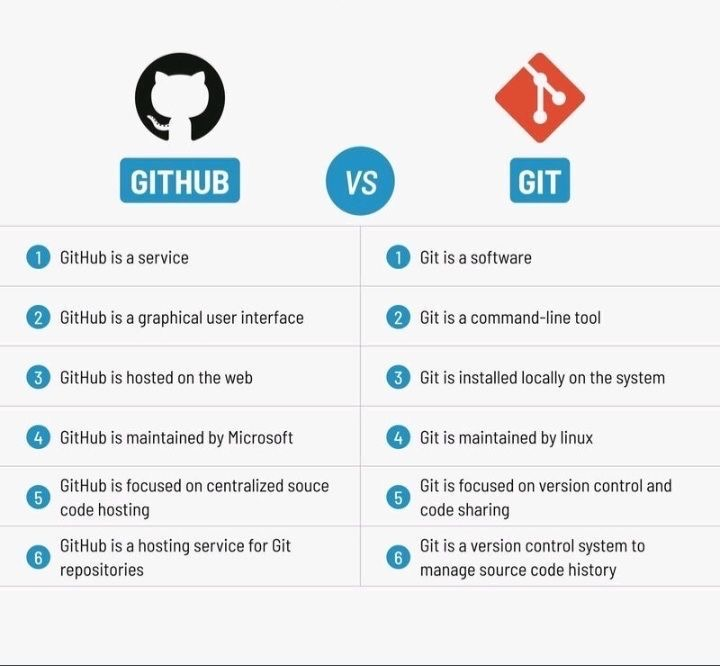 GITHUB
VS
GIT
1 GitHub is a service
1 Git is a software
2 GitHub is a graphical user interface
2 Git is a command-line tool
3 GitHub is hosted on the web
3 Git is installed locally on the system
4 GitHub is maintained by Microsoft
4 Git is maintained by linux
5 GitHub is focused on centralized souce
code hosting
5 Git is focused on version control and
code sharing
6 GitHub is a hosting service for Git
repositories
6 Git is a version control system to
manage source code history